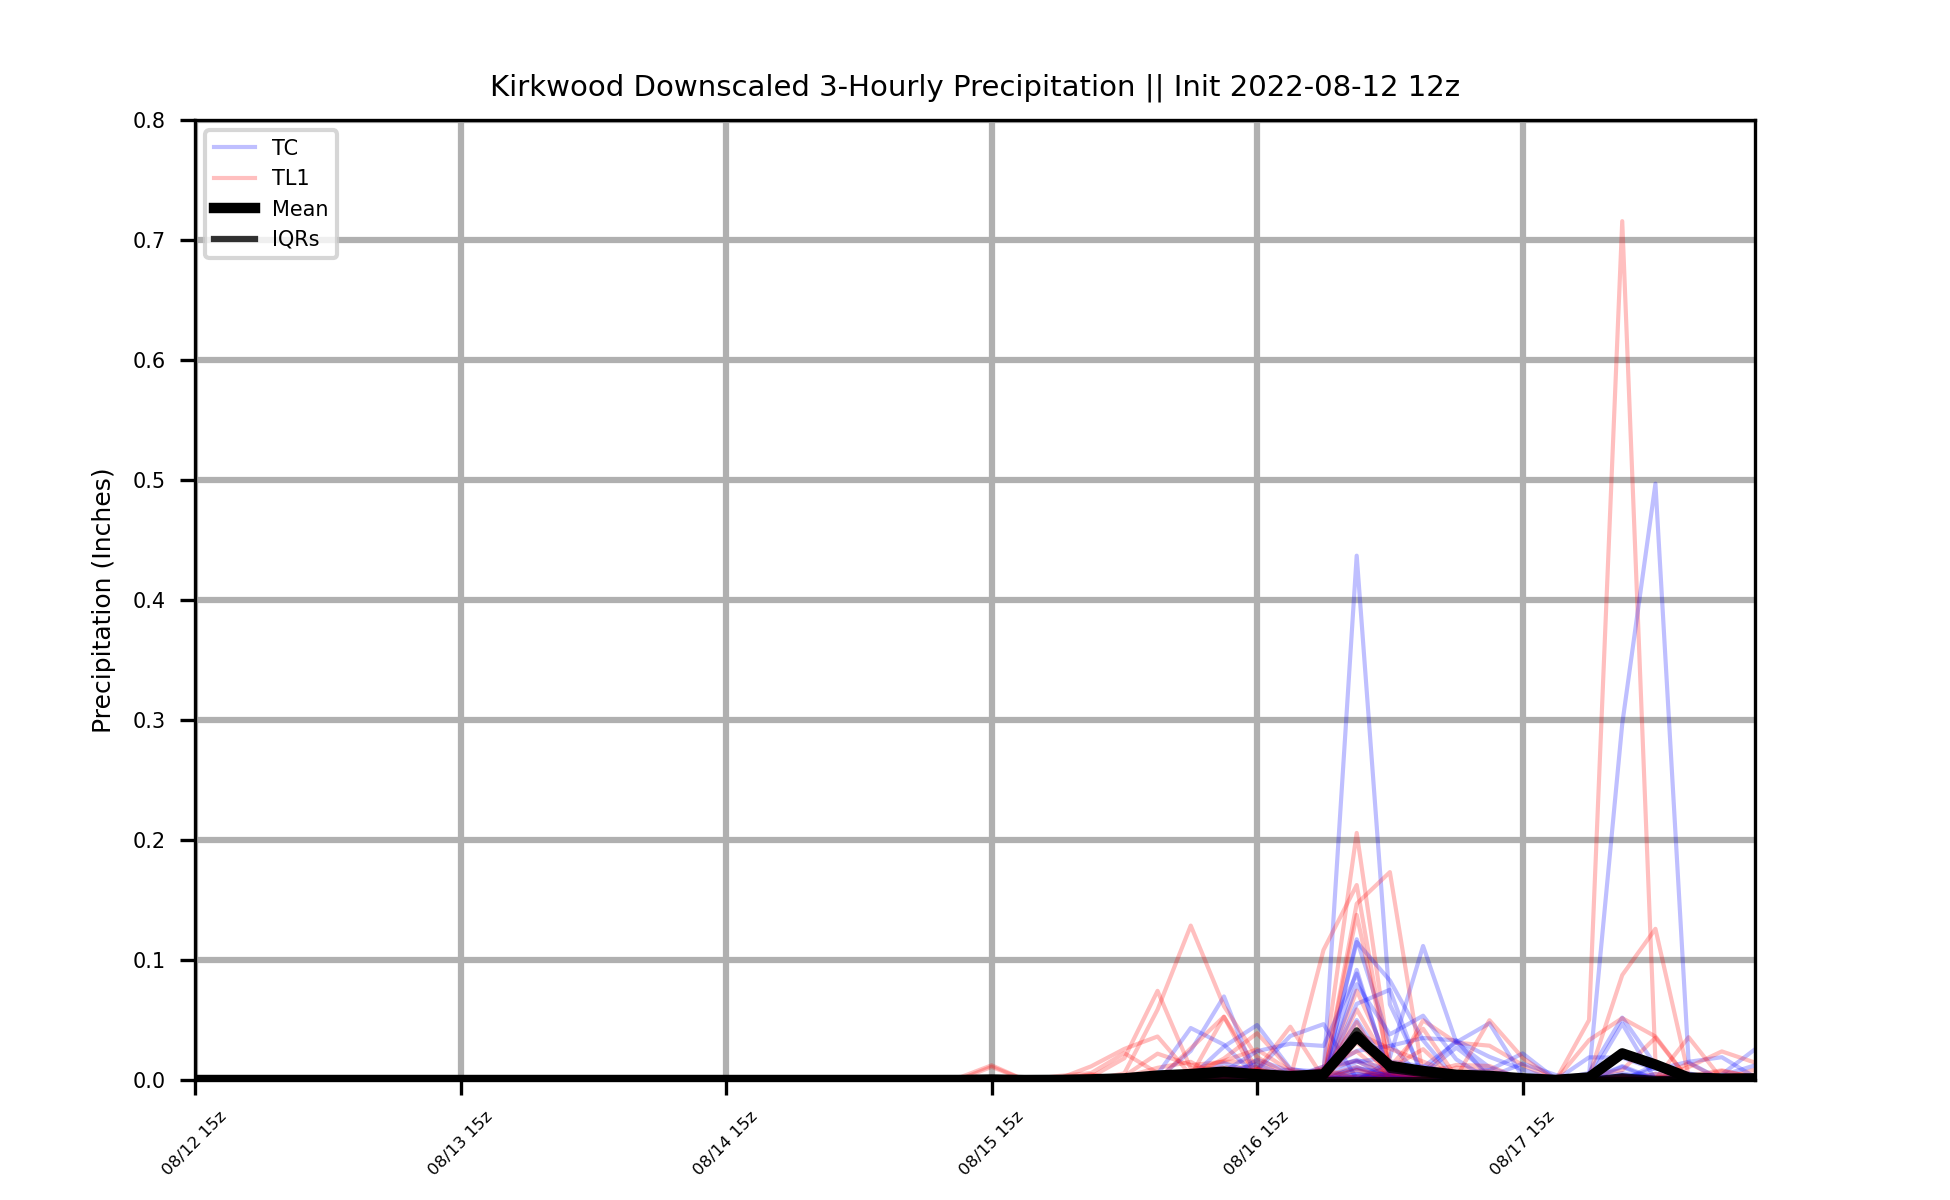 Kirkwood Downscaled 3-Hourly Precipitation || Init 2022-08-12 12z
TC
TL1
Mean
IQRs
Precipitation (Inches)
0.8
0.7
0.6
0.5
0.4
0.3
0.2
0.1
0.0
08/12 15z
08/13 15z
08/14 15z
08/15 15z
08/16 15z
08/17 15z